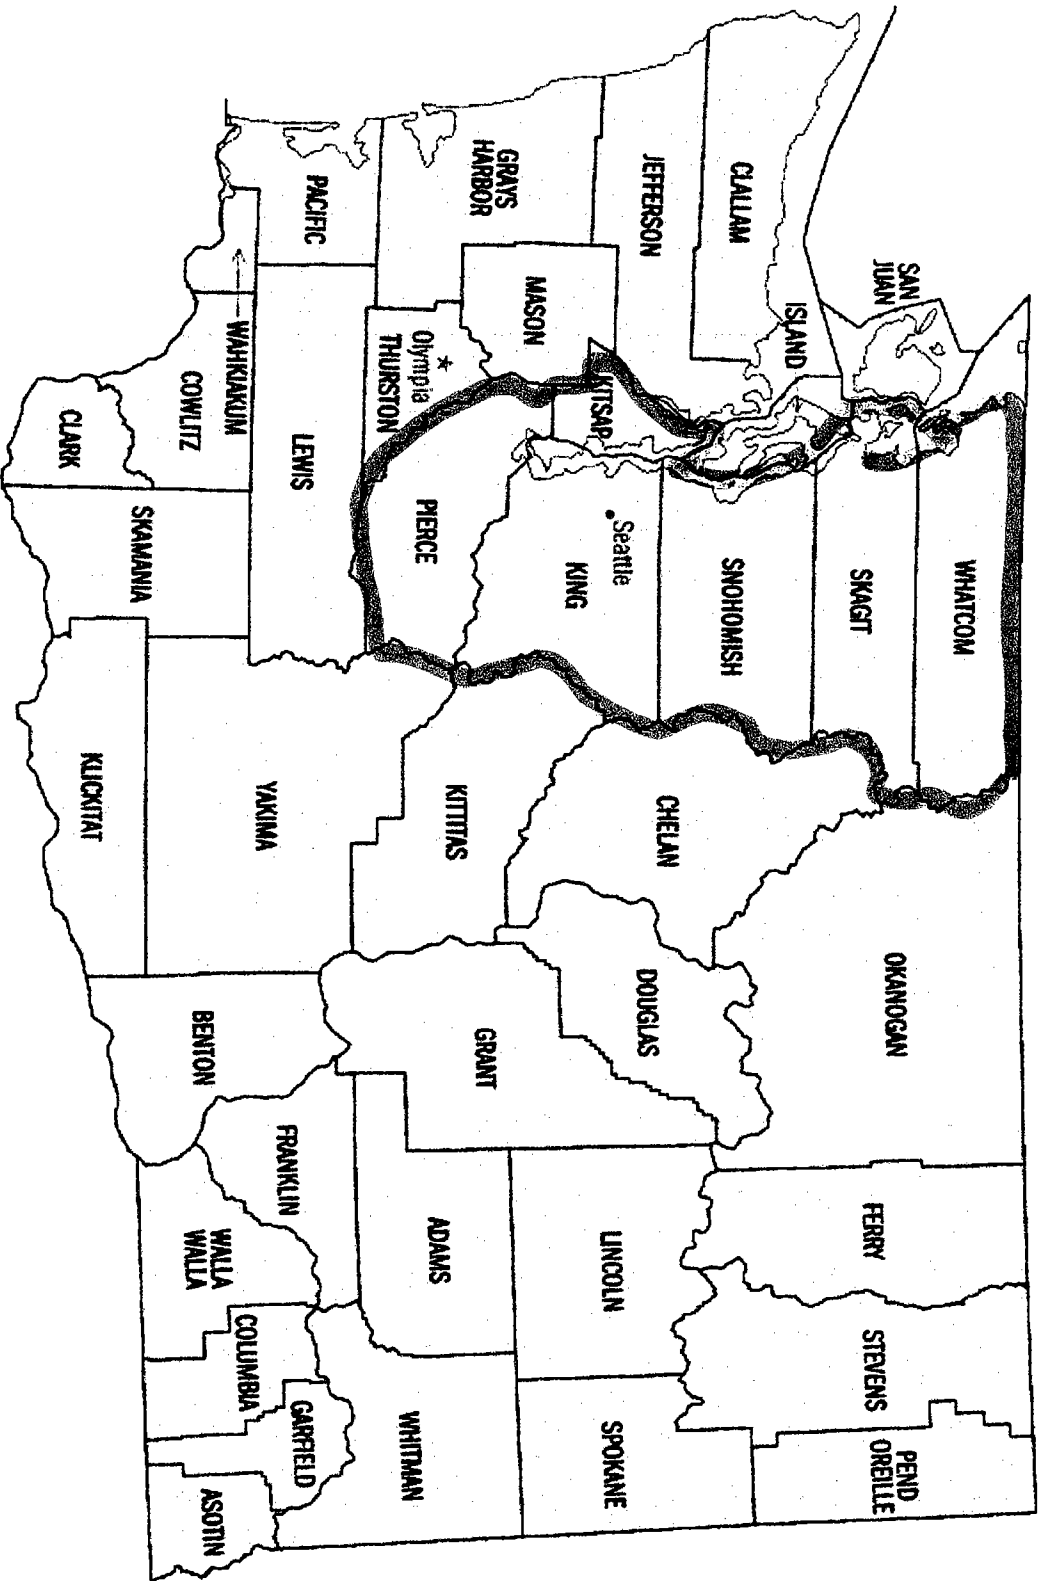 CLALLAM
JEFFERSON
GRAYS
HARBOR
PACIFIC
SAN
JUAN
ISLAND
MASON
Olympia
THURSTON
LEWIS
WAHKIAKUM
COWLITZ
CLARK
SKAMANIA
KITSAP
PIERCE
Seattle
KING
SNOHOMISH
SKAGIT
WHATCOM
KLICKITAT
YAKIMA
KITTITAS
CHELAN
OKANOGAN
DOUGLAS
GRANT
BENTON
FRANKLIN
WALLA
WALLA
ADAMS
LINCOLN
FERRY
STEVENS
PEND
OREILLE
SPOKANE
WHITMAN
COLUMBIA
GARFIELD
ASOTIN